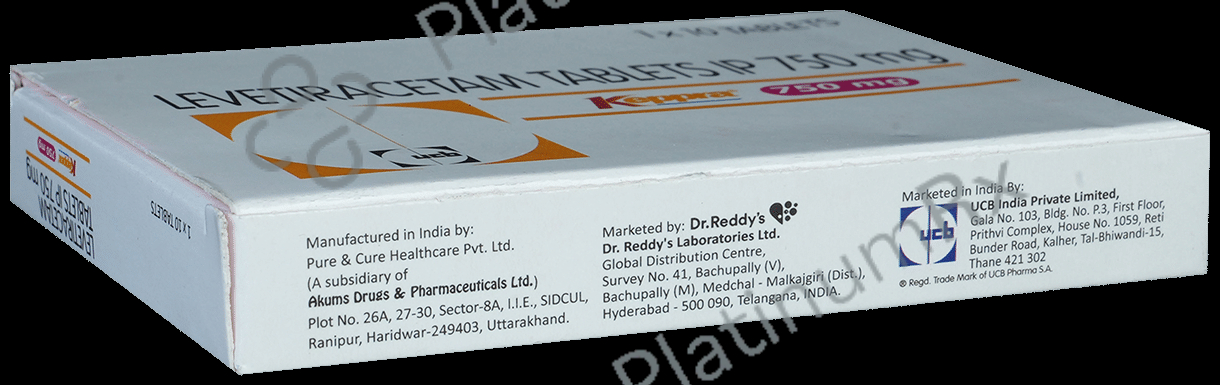 1 x 10 TABLETS
LEVETIRACETAM TABLETS IP 750 mg
Keppra 750 mg
ucb
Keppra 750 mg
LEVETIRACETAM
TABLETS IP 750 mg
1 x 10 TABLETS
Manufactured in India by:
Pure & Cure Healthcare Pvt. Ltd.
(A subsidiary of
Akums Drugs & Pharmaceuticals Ltd.)
Plot No. 26A, 27-30, Sector-8A, I.I.E., SIDCUL,
Ranipur, Haridwar-249403, Uttarakhand.
Marketed by: Dr.Reddy's
Dr. Reddy's Laboratories Ltd.
Global Distribution Centre,
Survey No. 41, Bachupally (V),
Bachupally (M), Medchal - Malkajgiri (Dist.),
Hyderabad - 500 090, Telangana, INDIA.
Marketed in India By:
ucb
UCB India Private Limited,
Gala No. 103, Bldg. No. P.3, First Floor,
Prithvi Complex, House No. 1059, Reti
Bunder Road, Kalher, Tal-Bhiwandi-15,
Thane 421 302
® Regd. Trade Mark of UCB Pharma S.A.
Platinum
PlatinumRx